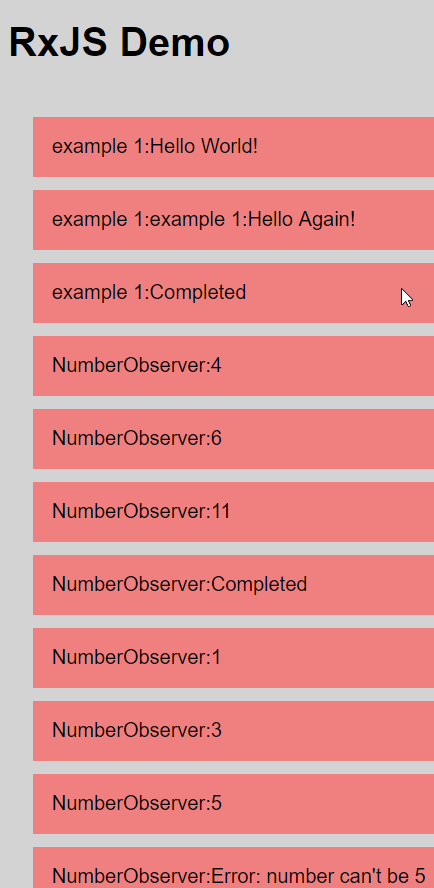 RxJS Demo
example 1:Hello World!
example 1:example 1:Hello Again!
example 1:Completed
NumberObserver:4
NumberObserver:6
NumberObserver:11
NumberObserver:Completed
NumberObserver:1
NumberObserver:3
NumberObserver:5
NumberObserver:Error: number can't be 5